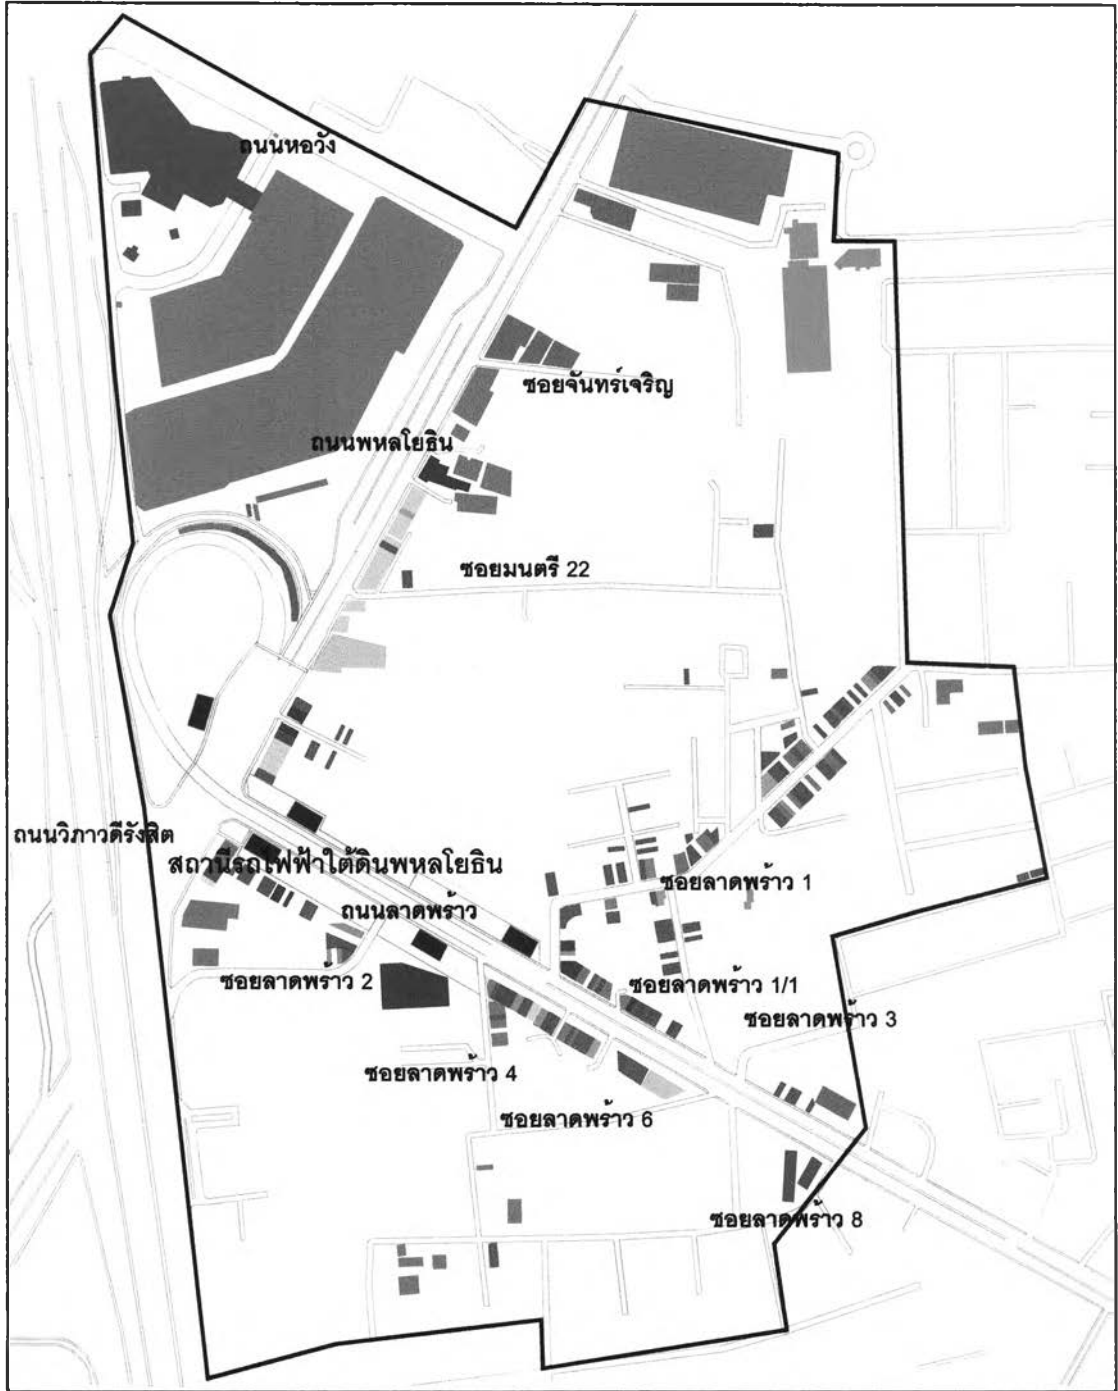 ถนนหอวัง
ซอยจันทร์เจริญ
ถนนพหลโยธิน
ซอยมนตรี 22
ถนนวิภาวดีรังสิต
สถานีรถไฟฟ้าใต้ดินพหลโยธิน
ซอยลาดพร้าว 1
ถนนลาดพร้าว
ซอยลาดพร้าว 2
ซอยลาดพร้าว 1/1
ซอยลาดพร้าว 3
ซอยลาดพร้าว 4
ซอยลาดพร้าว 6
ซอยลาดพร้าว 8